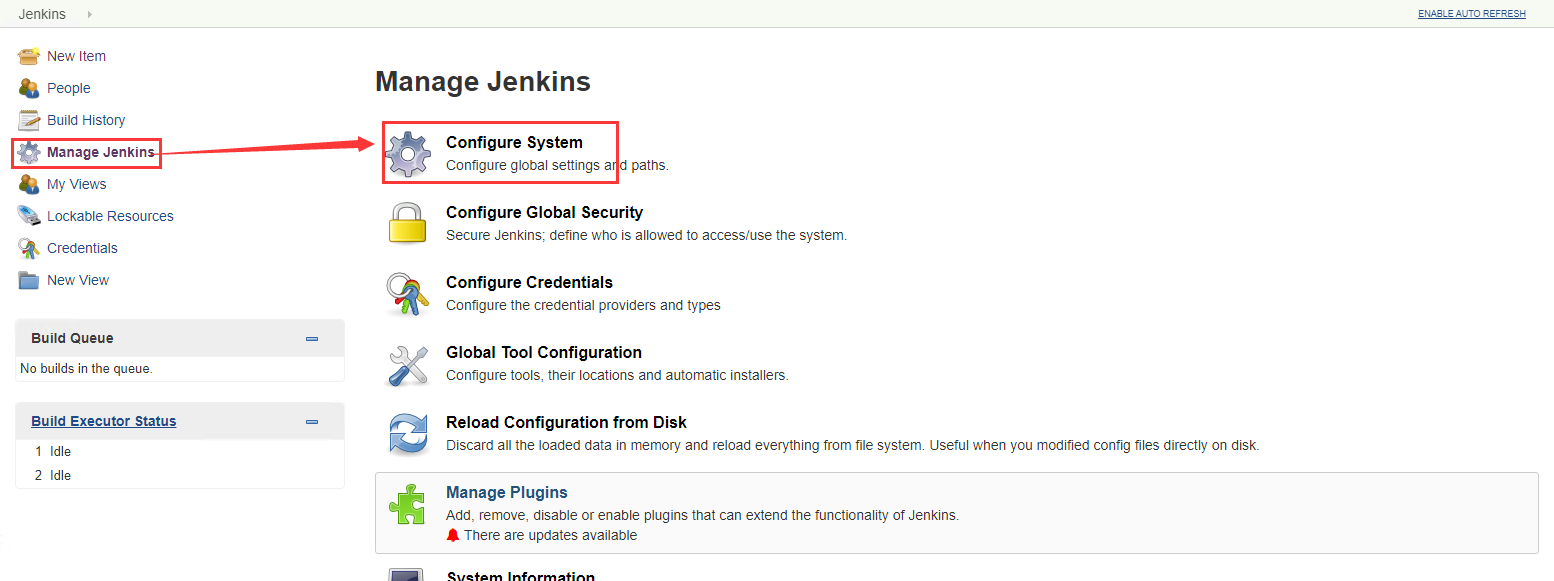 Jenkins
ENABLE AUTO REFRESH
New Item
People
Build History
Manage Jenkins
My Views
Lockable Resources
Credentials
New View
Build Queue
No builds in the queue.
Build Executor Status
1 Idle
2 Idle
Manage Jenkins
Configure System
Configure global settings and paths.
Configure Global Security
Secure Jenkins; define who is allowed to access/use the system.
Configure Credentials
Configure the credential providers and types
Global Tool Configuration
Configure tools, their locations and automatic installers.
Reload Configuration from Disk
Discard all the loaded data in memory and reload everything from file system. Useful when you modified config files directly on disk.
Manage Plugins
Add, remove, disable or enable plugins that can extend the functionality of Jenkins.
There are updates available
System Information